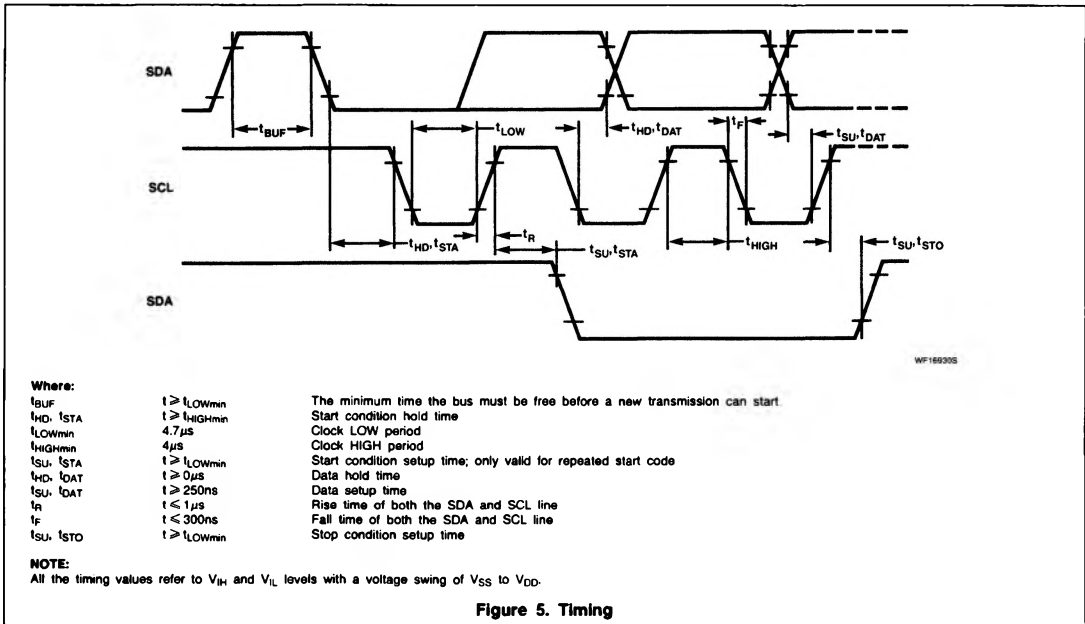 SDA
tBUF
tLOW
tHD, tDAT
tF
tSU, tDAT
SCL
tHD, tSTA
tR
tSU, tSTA
tHIGH
tSU, tSTO
SDA
WF16930S
Where:
tBUF t ≥ tLOWmin The minimum time the bus must be free before a new transmission can start
tHD, tSTA t ≥ tHIGHmin Start condition hold time
tLOWmin 4.7μs Clock LOW period
tHIGHmin 4μs Clock HIGH period
tSU, tSTA t ≥ tLOWmin Start condition setup time; only valid for repeated start code
tHD, tDAT t ≥ 0μs Data hold time
tSU, tDAT t ≥ 250ns Data setup time
tR t ≤ 1μs Rise time of both the SDA and SCL line
tF t ≤ 300ns Fall time of both the SDA and SCL line
tSU, tSTO t ≥ tLOWmin Stop condition setup time
NOTE:
All the timing values refer to VIH and VIL levels with a voltage swing of VSS to VDD.
Figure 5. Timing